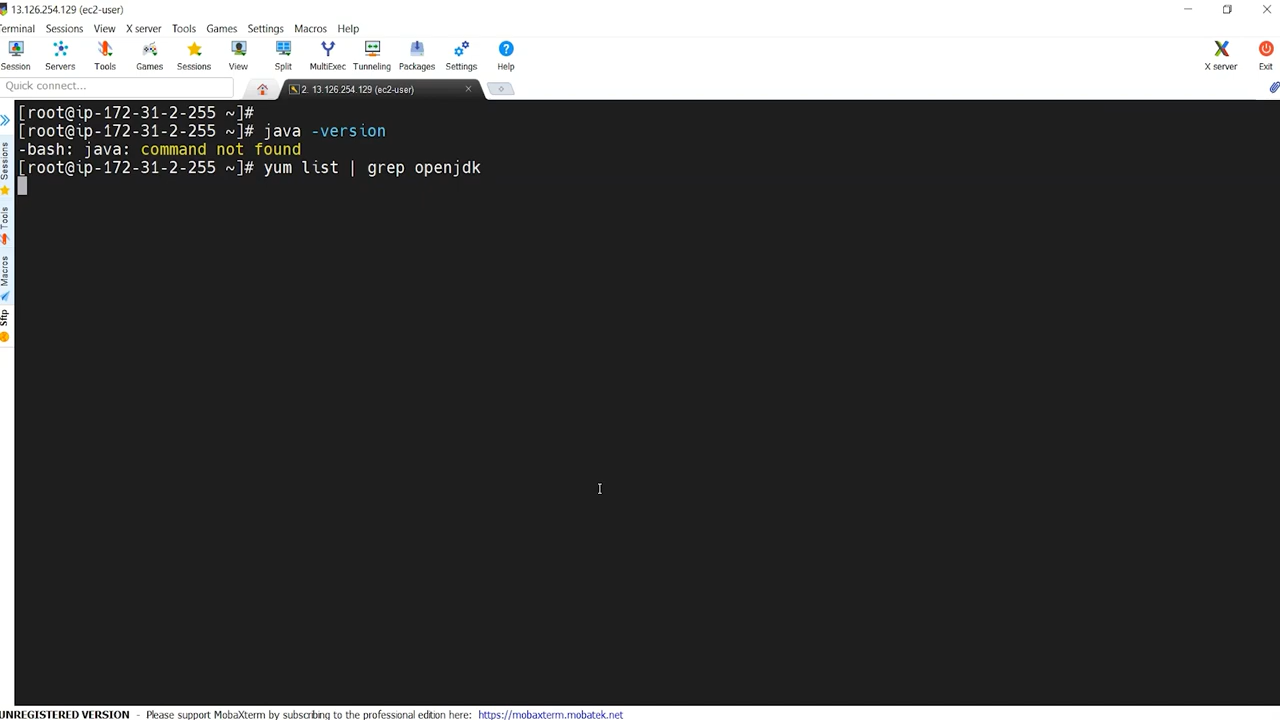 13.126.254.129 (ec2-user)
Terminal Sessions View X server Tools Games Settings Macros Help
Session Servers Tools Games Sessions View Split MultiExec Tunneling Packages Settings Help X server Exit
Quick connect...
2. 13.126.254.129 (ec2-user)
[root@ip-172-31-2-255 ~]#
[root@ip-172-31-2-255 ~]# java -version
-bash: java: command not found
[root@ip-172-31-2-255 ~]# yum list | grep openjdk
Sessions
Tools
Macros
Sftp
UNREGISTERED VERSION - Please support MobaXterm by subscribing to the professional edition here: https://mobaxterm.mobatek.net